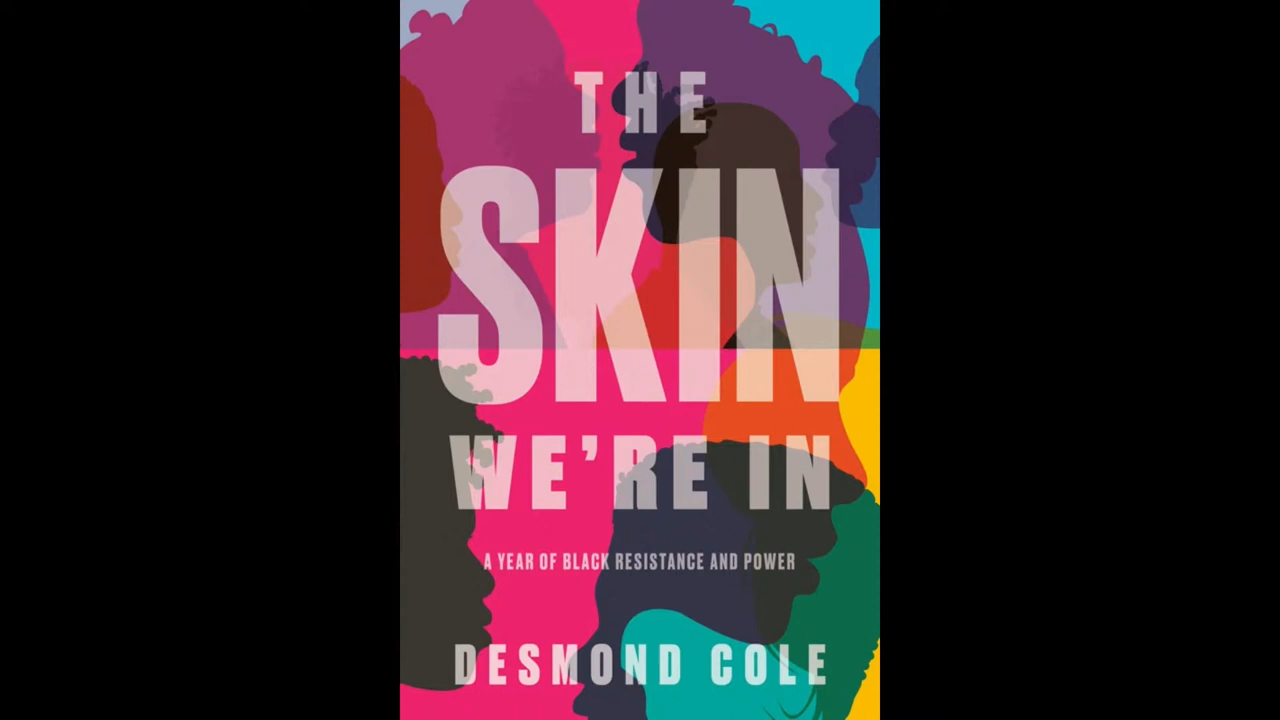 THE
SKIN
WE'RE IN
A YEAR OF BLACK RESISTANCE AND POWER
DESMOND COLE